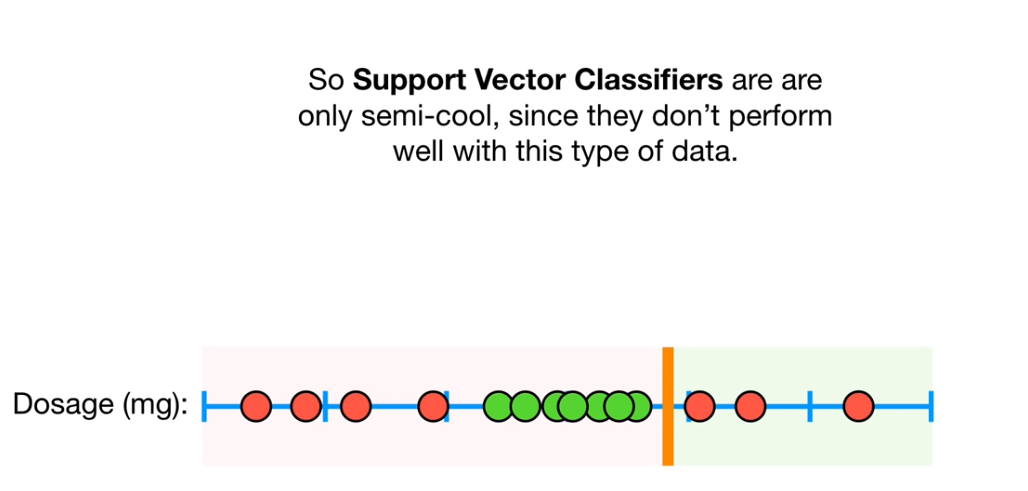 So Support Vector Classifiers are are
only semi-cool, since they don’t perform
well with this type of data.
Dosage (mg):